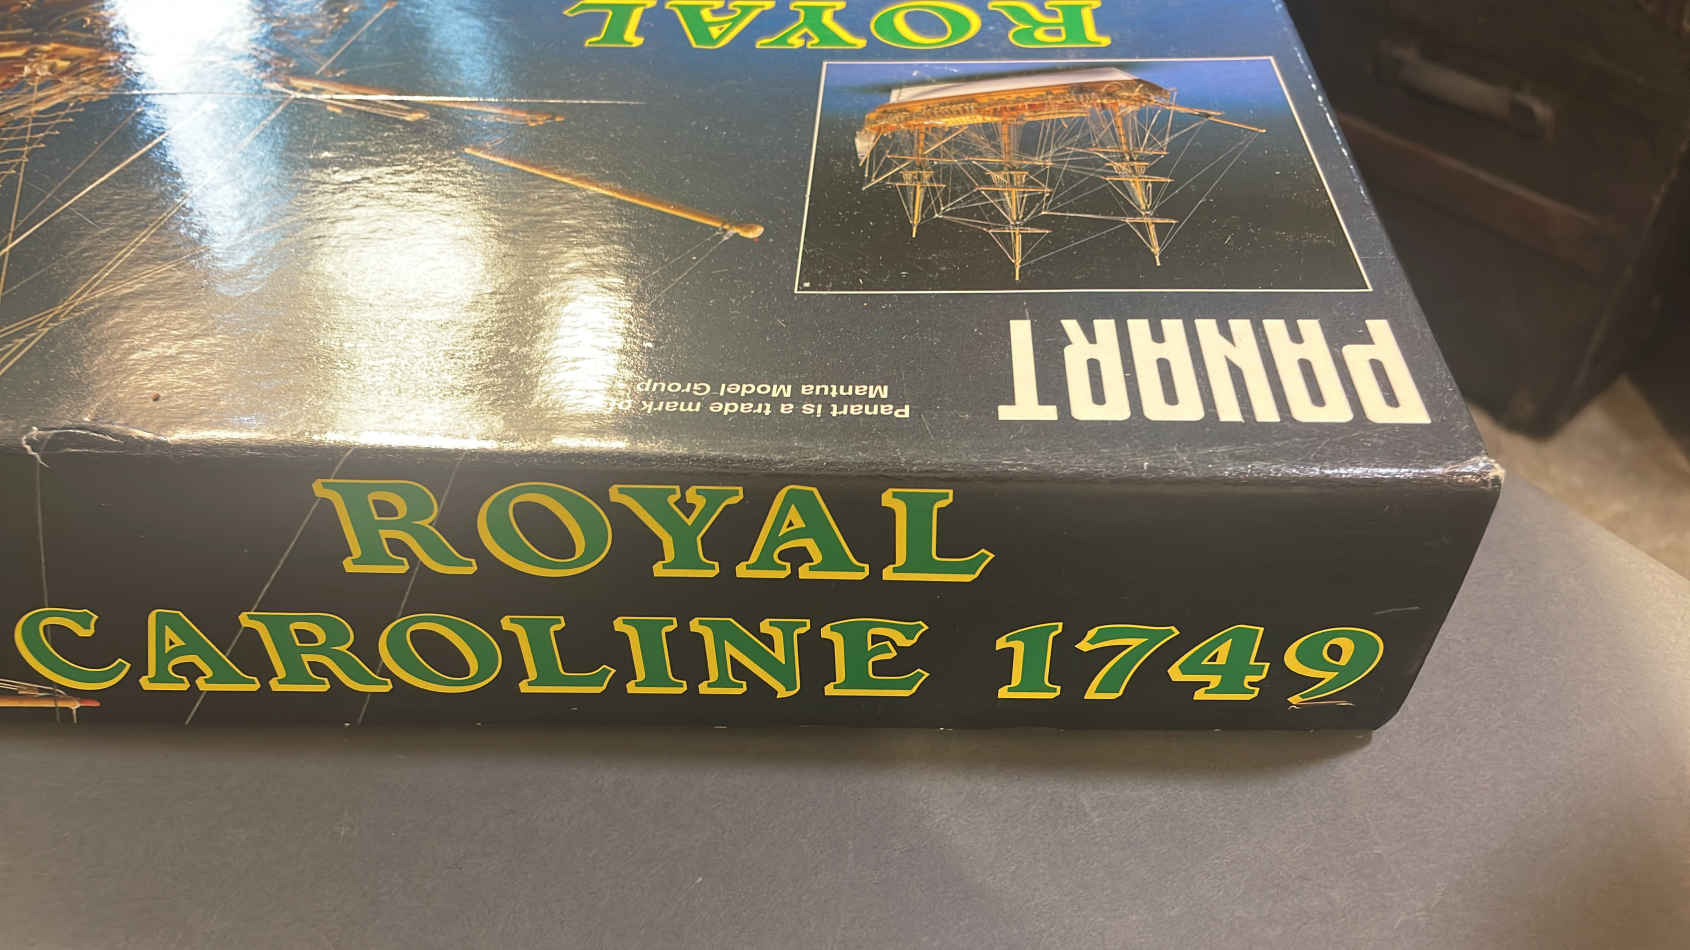 ROYAL
PANART
Panart is a trade mark of
Mantua Model Group
ROYAL
CAROLINE 1749